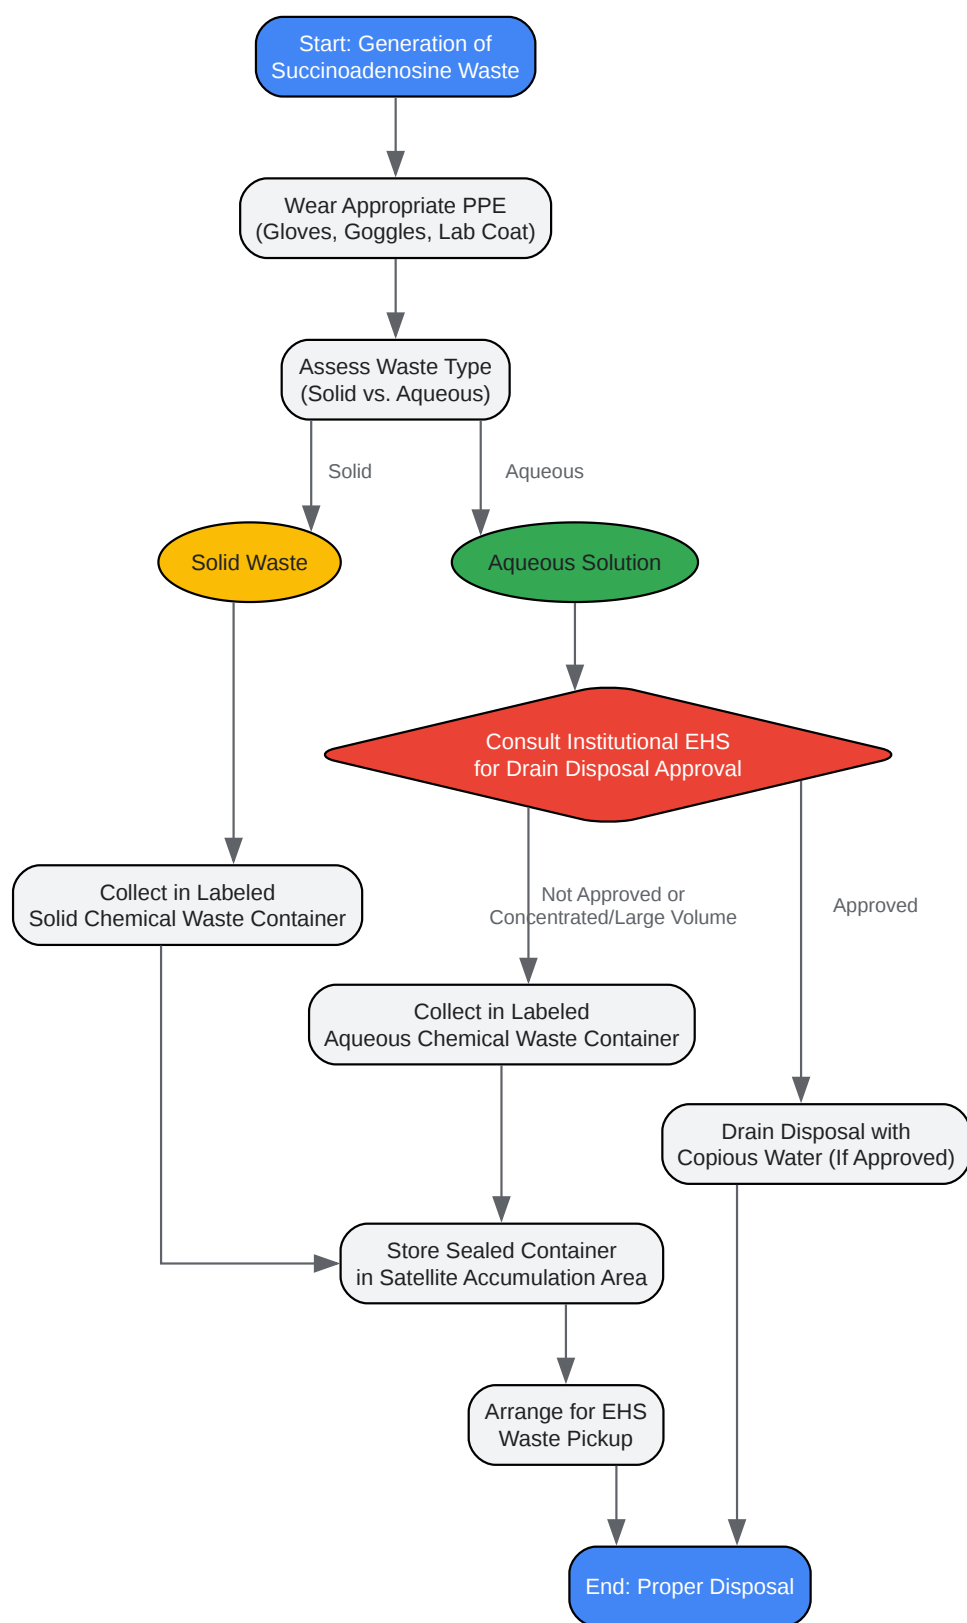 Start: Generation of
Succinoadenosine Waste
Wear Appropriate PPE
(Gloves, Goggles, Lab Coat)
Assess Waste Type
(Solid vs. Aqueous)
Solid
Aqueous
Solid Waste
Aqueous Solution
Consult Institutional EHS
for Drain Disposal Approval
Collect in Labeled
Solid Chemical Waste Container
Not Approved or
Concentrated/Large Volume
Approved
Collect in Labeled
Aqueous Chemical Waste Container
Drain Disposal with
Copious Water (If Approved)
Store Sealed Container
in Satellite Accumulation Area
Arrange for EHS
Waste Pickup
End: Proper Disposal